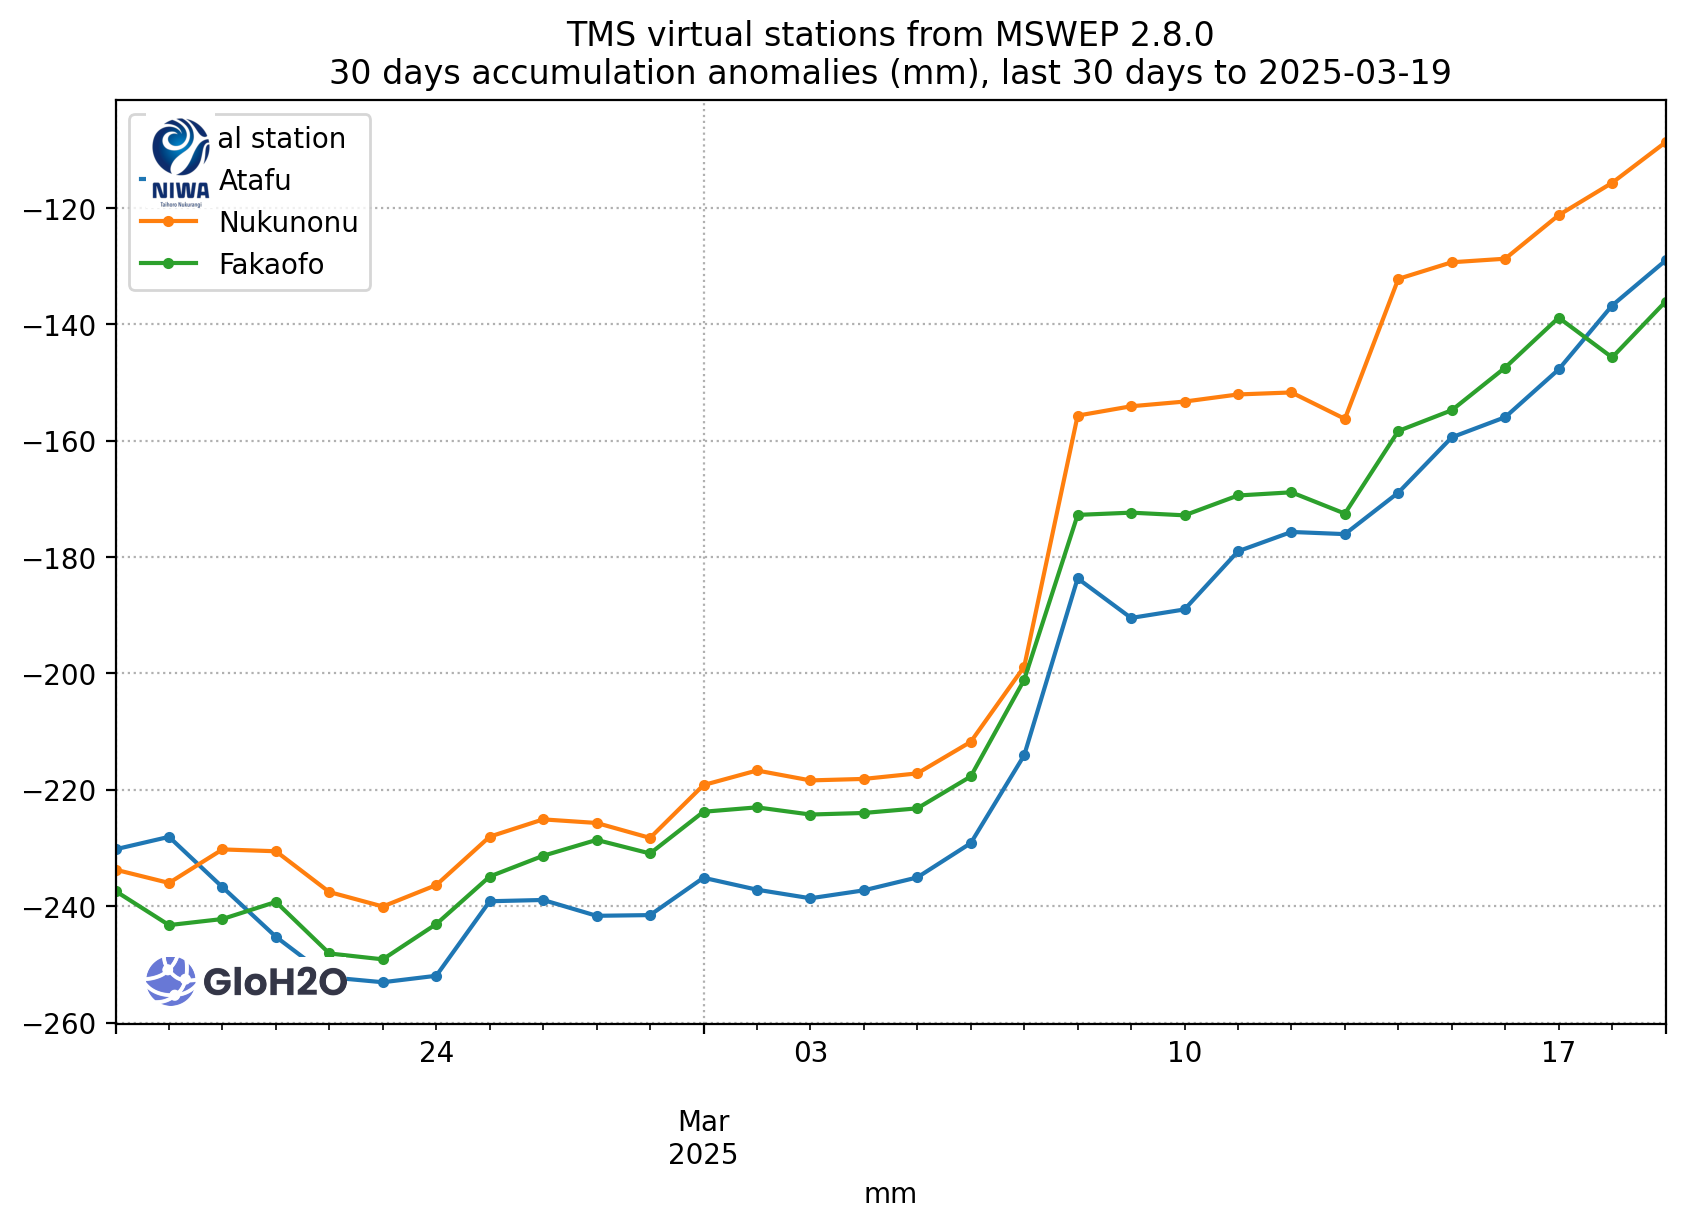 TMS virtual stations from MSWEP 2.8.0
30 days accumulation anomalies (mm), last 30 days to 2025-03-19
al station
NIWA
Taihoro Nukurangi
Atafu
Nukunonu
Fakaofo
−120
−140
−160
−180
−200
−220
−240
−260
GloH2O
24
03
10
17
Mar
2025
mm